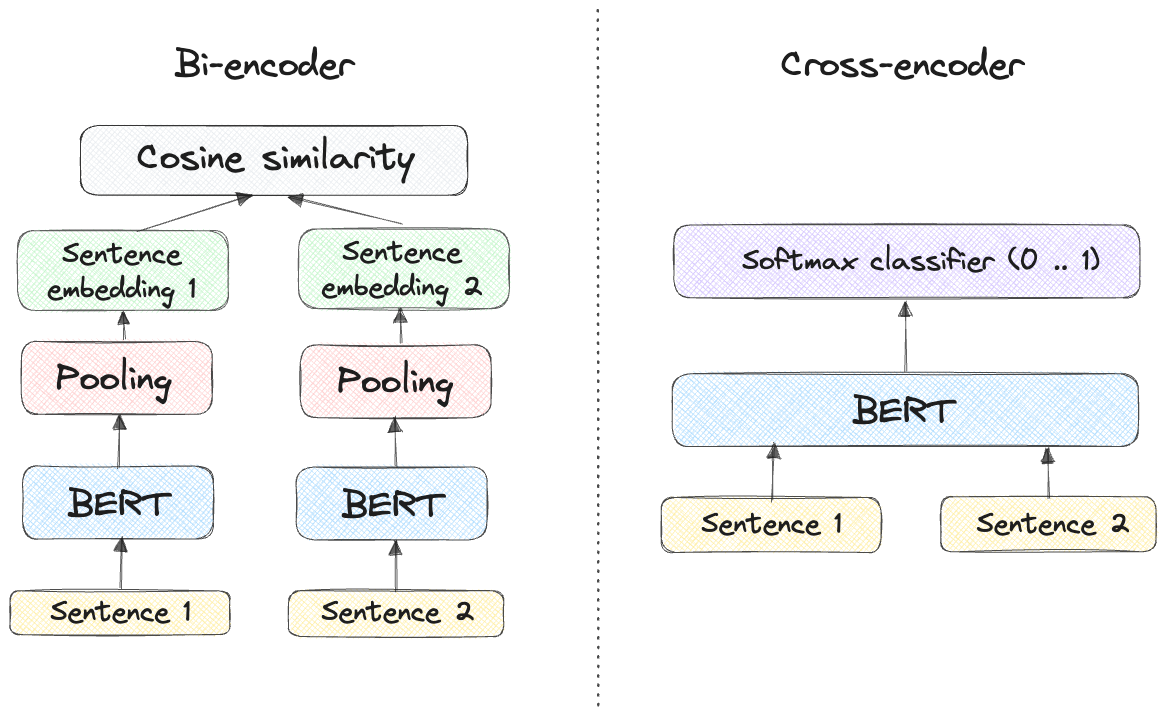 Bi-encoder
Cosine similarity
Sentence
embedding 1
Sentence
embedding 2
Pooling
Pooling
BERT
BERT
Sentence 1
Sentence 2
Cross-encoder
Softmax classifier (0 .. 1)
BERT
Sentence 1
Sentence 2